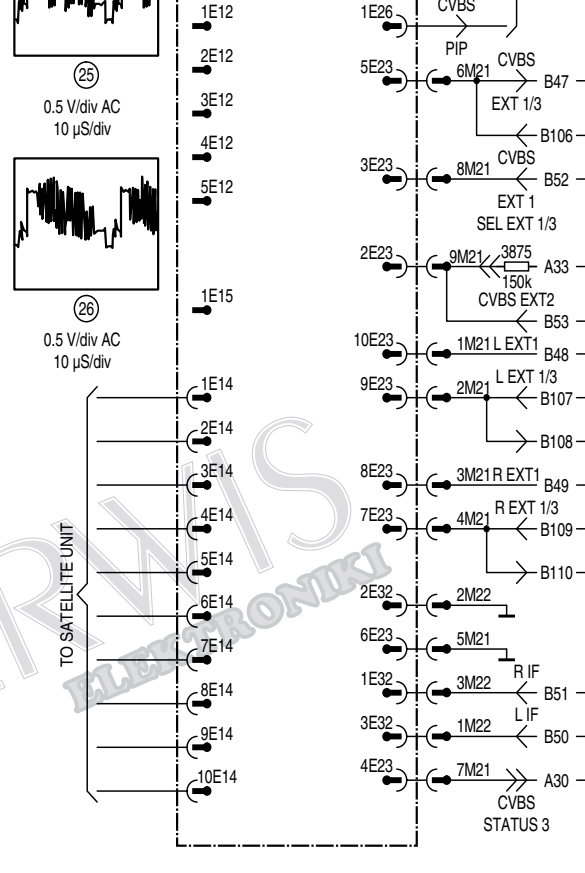 25
0.5 V/div AC
10 µS/div
26
0.5 V/div AC
10 µS/div
TO SATELLITE UNIT
1E12
2E12
3E12
4E12
5E12
1E15
1E14
2E14
3E14
4E14
5E14
6E14
7E14
8E14
9E14
10E14
1E26 CVBS
PIP
5E23 6M21 CVBS B47
EXT 1/3
B106
3E23 8M21 CVBS B52
EXT 1
SEL EXT 1/3
2E23 9M21 3875 A33
150k
CVBS EXT2
B53
10E23 1M21 L EXT1 B48
9E23 2M21 L EXT 1/3 B107
B108
8E23 3M21 R EXT1 B49
7E23 4M21 R EXT 1/3 B109
B110
2E32 2M22
6E23 5M21
1E32 3M22 R IF B51
3E32 1M22 L IF B50
4E23 7M21 A30
CVBS
STATUS 3
ERWIS
ELEKTRONIKI